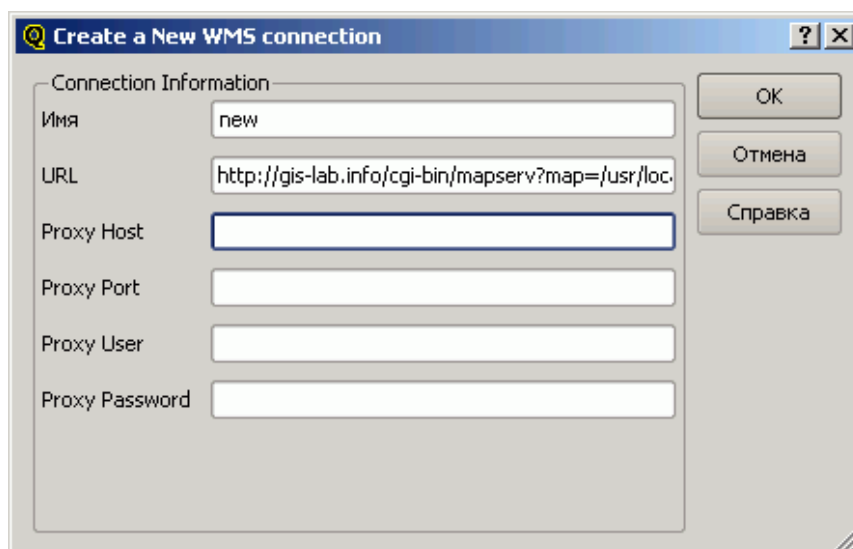 Create a New WMS connection
Connection Information
Имя
new
URL
http://gis-lab.info/cgi-bin/mapserv?map=/usr/loc
Proxy Host
Proxy Port
Proxy User
Proxy Password
OK
Отмена
Справка